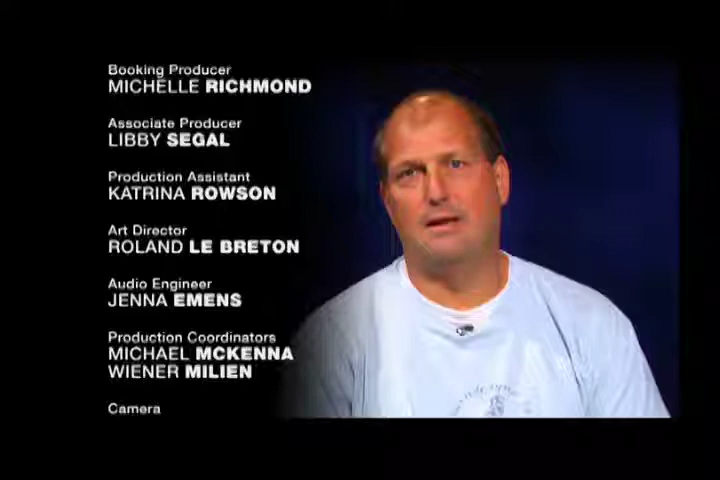 Booking Producer
MICHELLE RICHMOND
Associate Producer
LIBBY SEGAL
Production Assistant
KATRINA ROWSON
Art Director
ROLAND LE BRETON
Audio Engineer
JENNA EMENS
Production Coordinators
MICHAEL MCKENNA
WIENER MILIEN
Camera